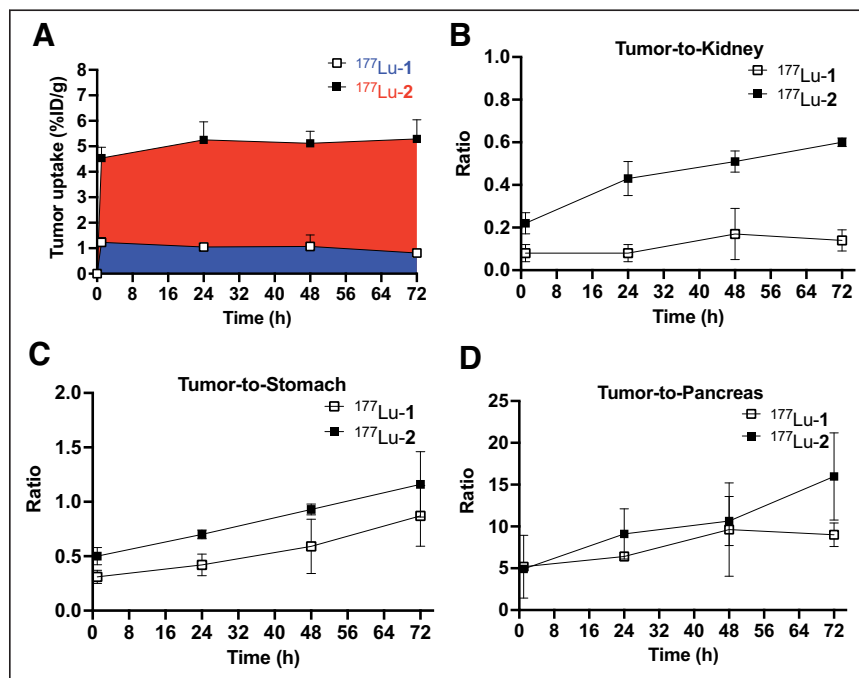 A
¹⁷⁷Lu-1
¹⁷⁷Lu-2
Tumor uptake (%ID/g)
8
7
6
5
4
3
2
1
0
0 8 16 24 32 40 48 56 64 72
Time (h)
B
Tumor-to-Kidney
¹⁷⁷Lu-1
¹⁷⁷Lu-2
Ratio
1.0
0.8
0.6
0.4
0.2
0.0
0 8 16 24 32 40 48 56 64 72
Time (h)
C
Tumor-to-Stomach
¹⁷⁷Lu-1
¹⁷⁷Lu-2
Ratio
2.0
1.5
1.0
0.5
0.0
0 8 16 24 32 40 48 56 64 72
Time (h)
D
Tumor-to-Pancreas
¹⁷⁷Lu-1
¹⁷⁷Lu-2
Ratio
25
20
15
10
5
0
0 8 16 24 32 40 48 56 64 72
Time (h)